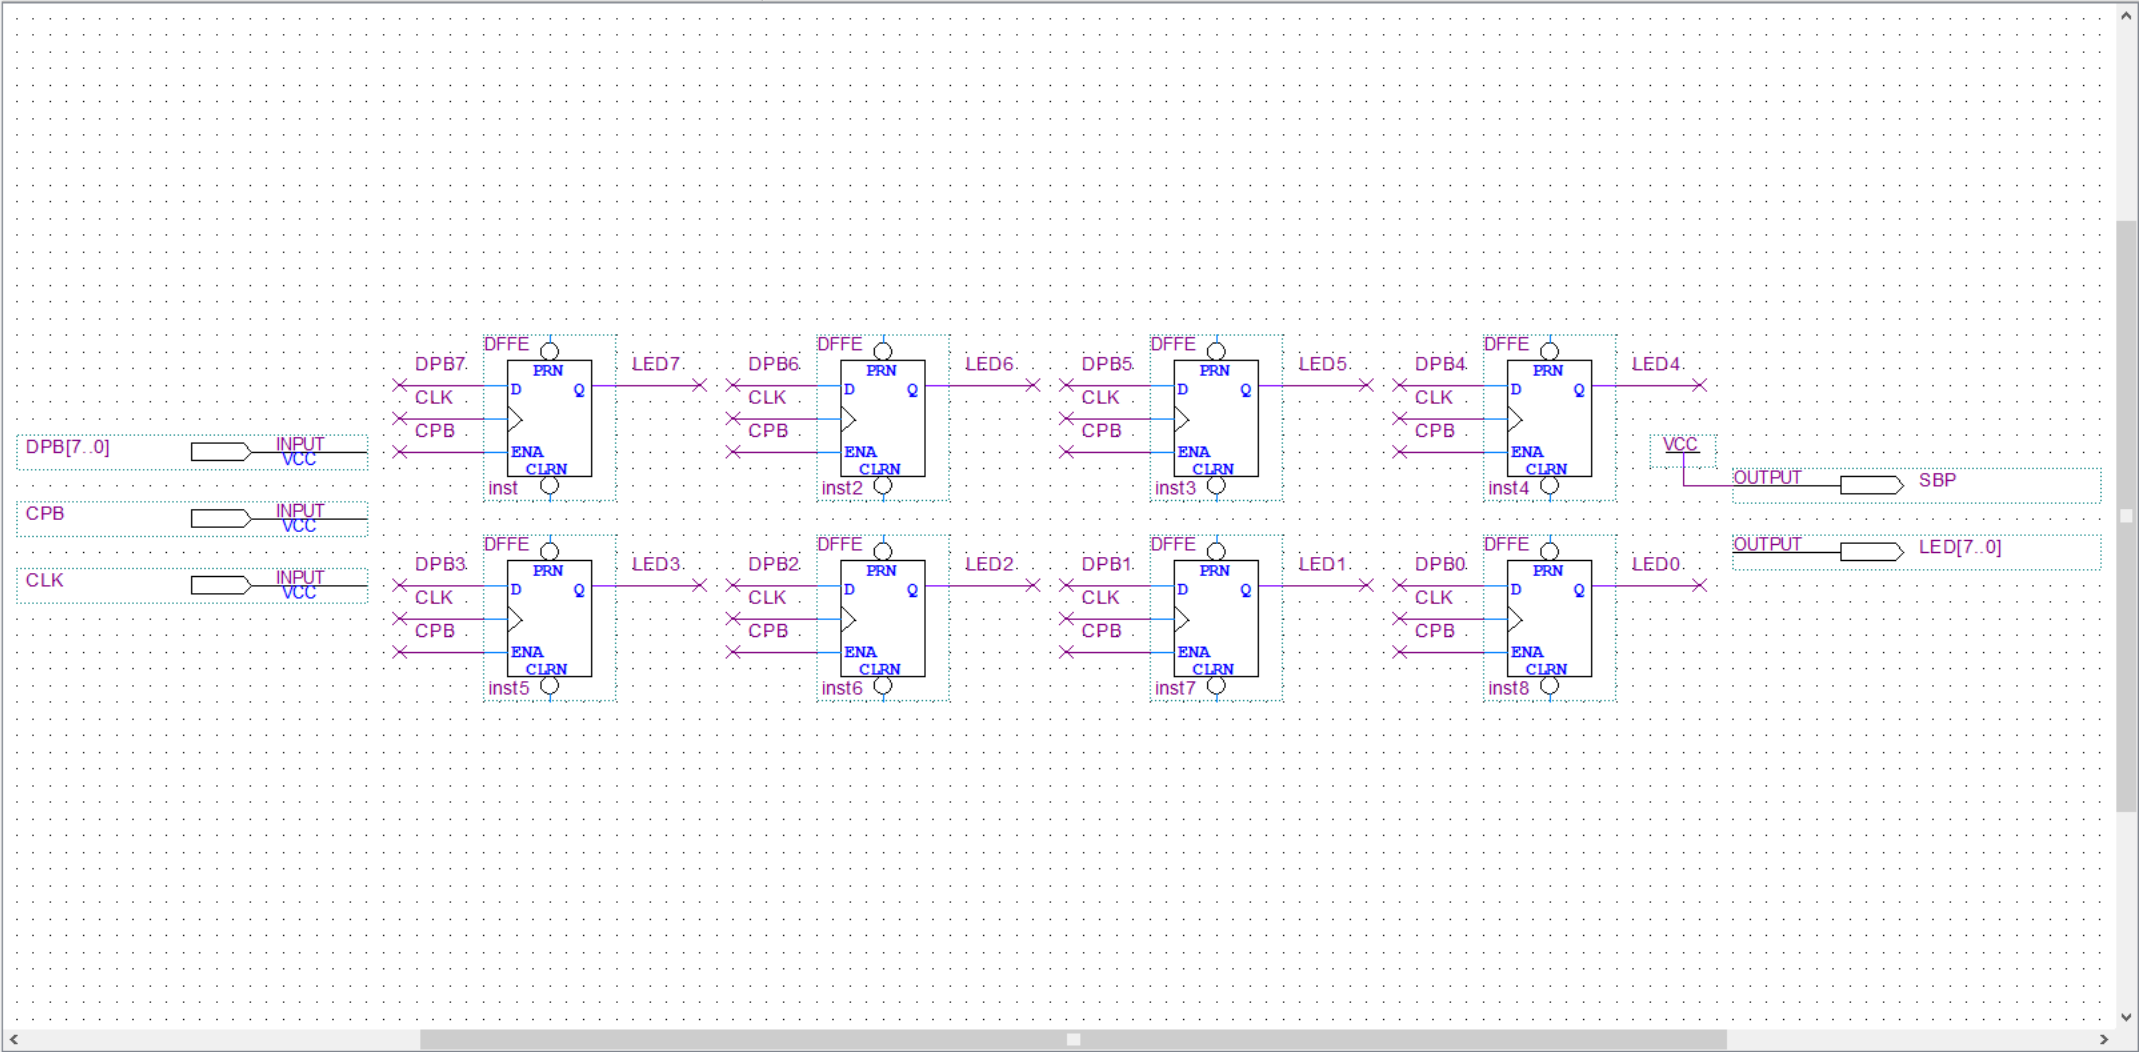 DPB[7..0] INPUT VCC
CPB INPUT VCC
CLK INPUT VCC
DFFE
DPB7 PRN LED7
CLK D Q
CPB ENA
CLRN
inst
DFFE
DPB6 PRN LED6
CLK D Q
CPB ENA
CLRN
inst2
DFFE
DPB5 PRN LED5
CLK D Q
CPB ENA
CLRN
inst3
DFFE
DPB4 PRN LED4
CLK D Q
CPB ENA
CLRN
inst4
DFFE
DPB3 PRN LED3
CLK D Q
CPB ENA
CLRN
inst5
DFFE
DPB2 PRN LED2
CLK D Q
CPB ENA
CLRN
inst6
DFFE
DPB1 PRN LED1
CLK D Q
CPB ENA
CLRN
inst7
DFFE
DPB0 PRN LED0
CLK D Q
CPB ENA
CLRN
inst8
VCC
OUTPUT SBP
OUTPUT LED[7..0]